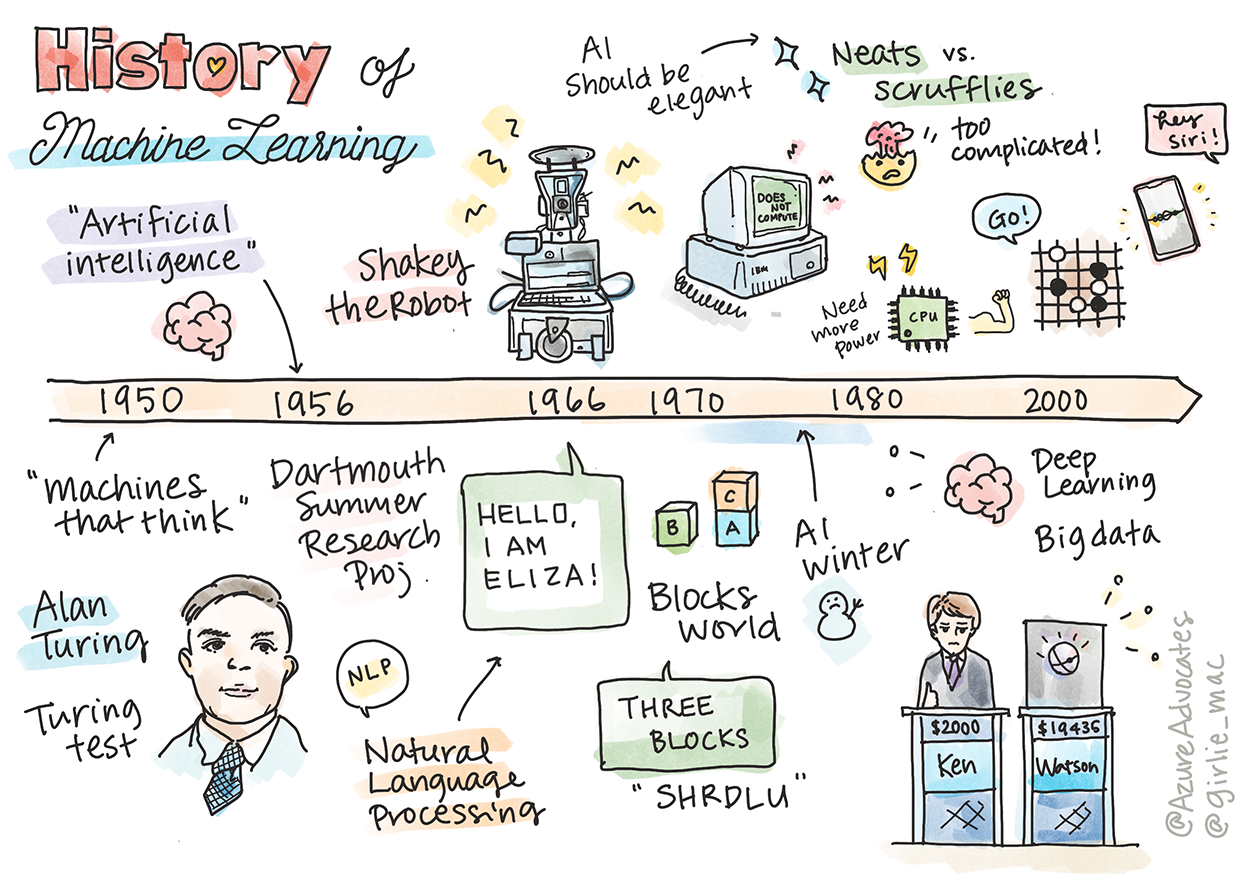 History of
Machine Learning
"Artificial
intelligence"
Shakey
the Robot
AI
Should be
elegant
Neats vs.
scrufflies
too
complicated!
hey
Siri!
DOES
NOT
COMPUTE
IBM
GO!
Need
more
power
CPU
1950
1956
1966
1970
1980
2000
"machines
that think"
Alan
Turing
Turing
test
Dartmouth
Summer
Research
Proj.
NLP
Natural
Language
Processing
HELLO,
I AM
ELIZA!
B
C
A
Blocks
world
THREE
BLOCKS
"SHRDLU"
AI
winter
Deep
Learning
Big data
$2000
Ken
$19435
Watson
@AzureAdvocates
@girlie_mac